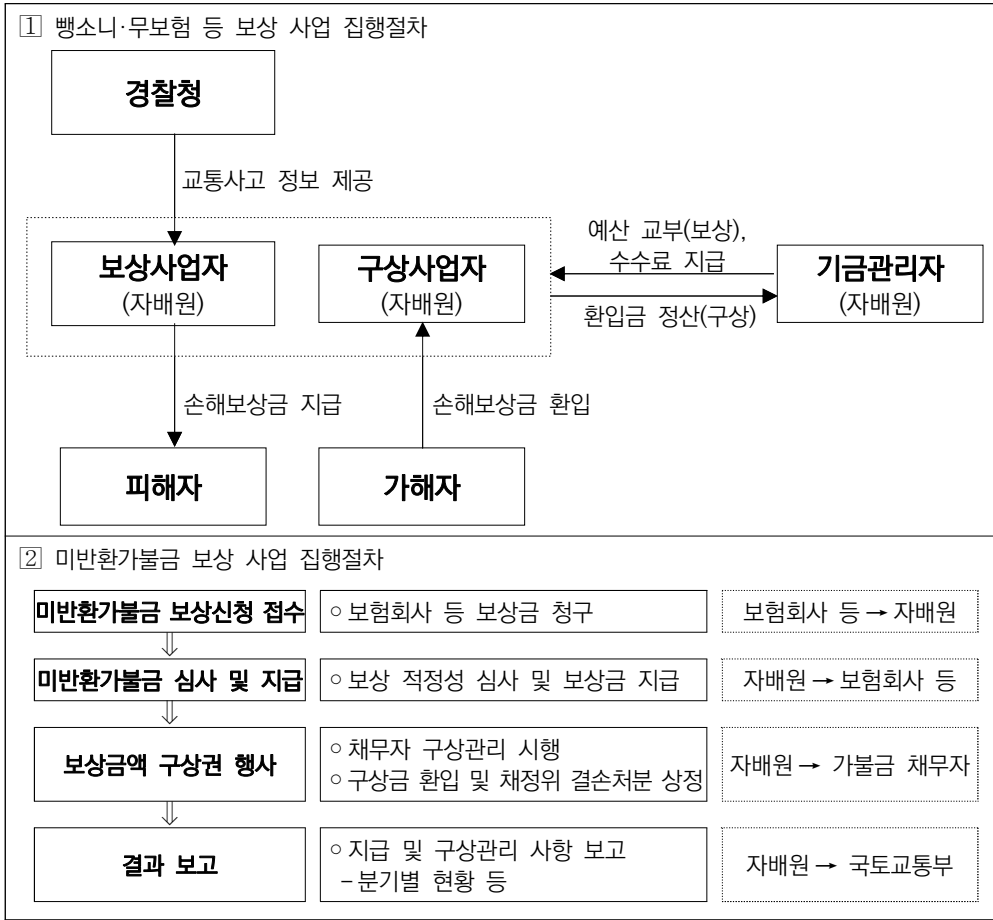 1 뺑소니·무보험 등 보상 사업 집행절차
경찰청
교통사고 정보 제공
보상사업자
(자배원)
구상사업자
(자배원)
예산 교부(보상),
수수료 지급
환입금 정산(구상)
기금관리자
(자배원)
손해보상금 지급
손해보상금 환입
피해자
가해자
2 미반환가불금 보상 사업 집행절차
미반환가불금 보상신청 접수
○ 보험회사 등 보상금 청구
보험회사 등 → 자배원
⇓
미반환가불금 심사 및 지급
○ 보상 적정성 심사 및 보상금 지급
자배원 → 보험회사 등
⇓
보상금액 구상권 행사
○ 채무자 구상관리 시행
○ 구상금 환입 및 채정위 결손처분 상정
자배원 → 가불금 채무자
⇓
결과 보고
○ 지급 및 구상관리 사항 보고
- 분기별 현황 등
자배원 → 국토교통부